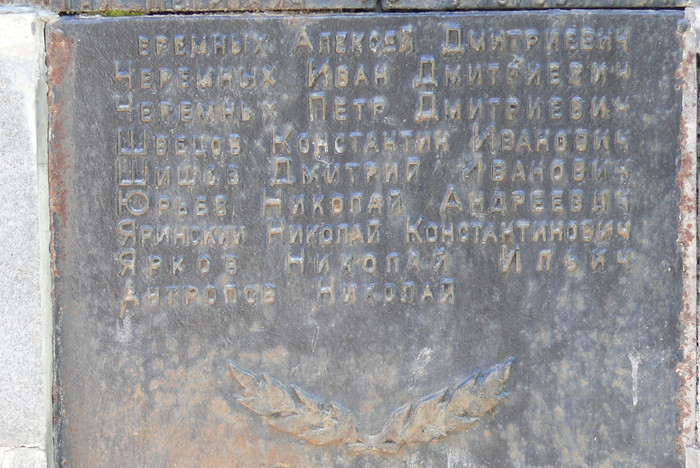 еремных Алексей Дмитриевич
Черемных Иван Дмитриевич
Черемных Петр Дмитриевич
Швецов Константин Иванович
Шишов Дмитрий Иванович
Юрьев Николай Андреевич
Яринский Николай Константинович
Ярков Николай Ильич
Антропов Николай